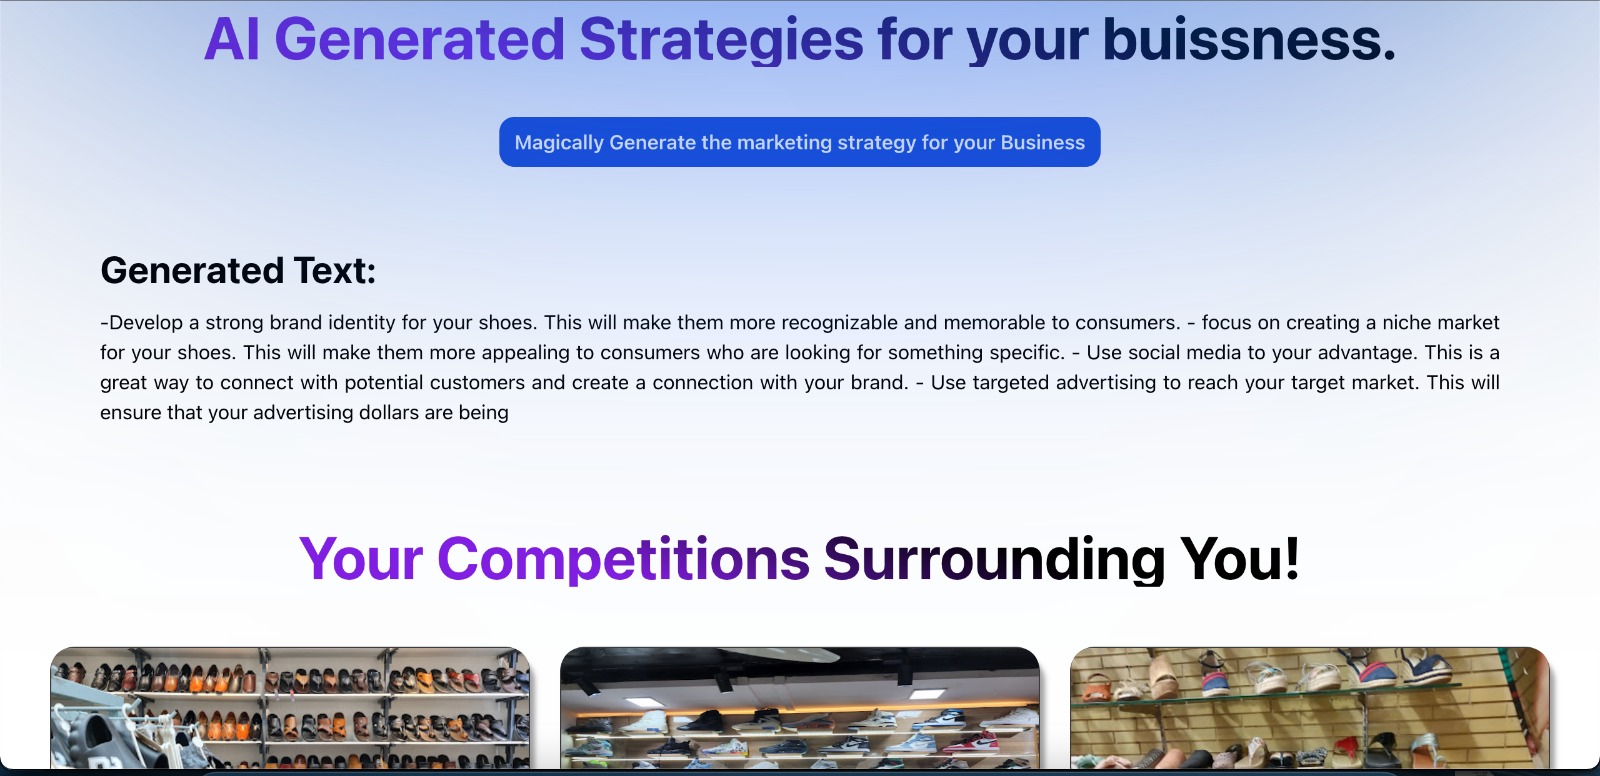 AI Generated Strategies for your buissness.
Magically Generate the marketing strategy for your Business
Generated Text:
-Develop a strong brand identity for your shoes. This will make them more recognizable and memorable to consumers. - focus on creating a niche market
for your shoes. This will make them more appealing to consumers who are looking for something specific. - Use social media to your advantage. This is a
great way to connect with potential customers and create a connection with your brand. - Use targeted advertising to reach your target market. This will
ensure that your advertising dollars are being
Your Competitions Surrounding You!